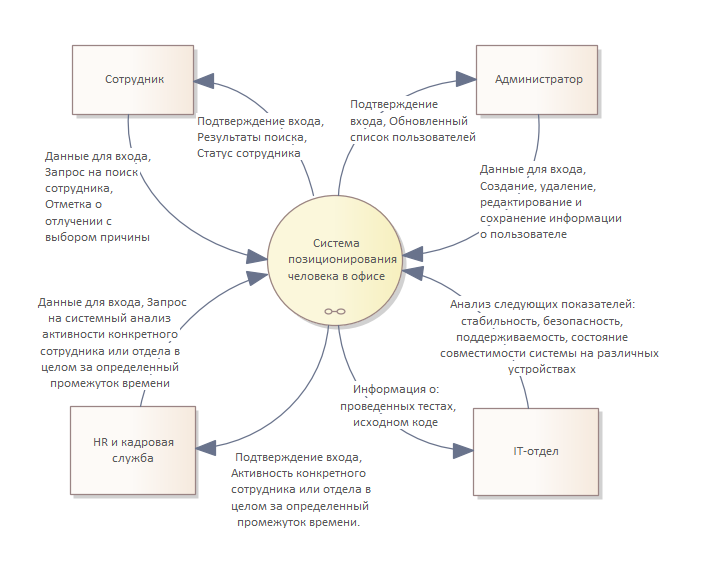 Сотрудник
Администратор
Подтверждение входа,
Результаты поиска,
Статус сотрудника
Подтверждение
входа, Обновленный
список пользователей
Данные для входа,
Запрос на поиск
сотрудника,
Отметка о
отлучении с
выбором причины
Данные для входа,
Создание, удаление,
редактирование и
сохранение информации
о пользователе
Система
позиционирования
человека в офисе
Данные для входа, Запрос
на системный анализ
активности конкретного
сотрудника или отдела в
целом за определенный
промежуток времени
Анализ следующих показателей:
стабильность, безопасность,
поддерживаемость, состояние
совместимости системы на различных
устройствах
Информация о:
проведенных тестах,
исходном коде
HR и кадровая
служба
IT-отдел
Подтверждение входа,
Активность конкретного
сотрудника или отдела в
целом за определенный
промежуток времени.